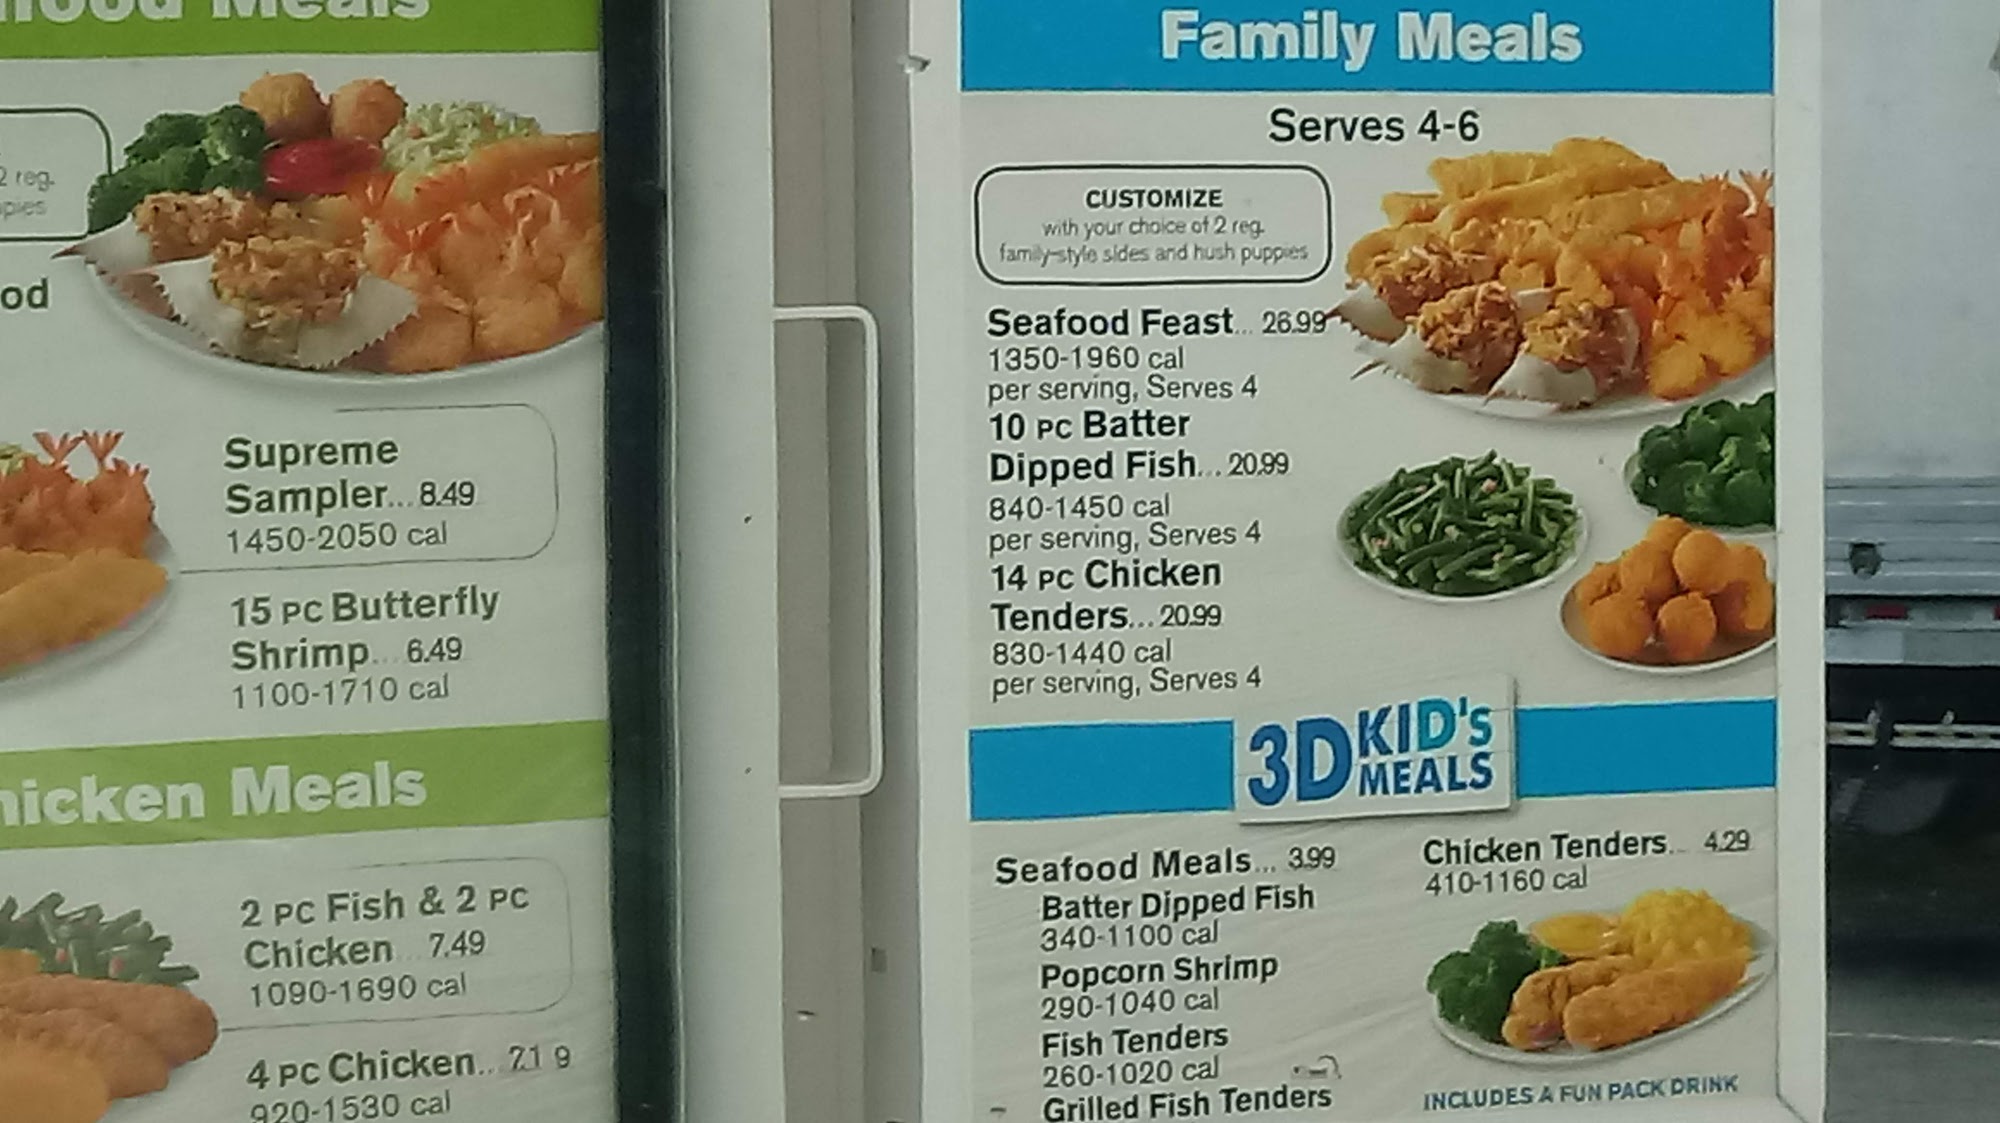 Meals
2 reg.
od
Supreme
Sampler... 8.49
1450-2050 cal
15 PC Butterfly
Shrimp... 6.49
1100-1710 cal
hicken Meals
2 PC Fish & 2 PC
Chicken... 7.49
1090-1690 cal
4 PC Chicken... 7.1 9
920-1530 cal
Family Meals
Serves 4-6
CUSTOMIZE
with your choice of 2 reg.
family-style sides and hush puppies
Seafood Feast... 26.99
1350-1960 cal
per serving, Serves 4
10 PC Batter
Dipped Fish... 20.99
840-1450 cal
per serving, Serves 4
14 PC Chicken
Tenders... 20.99
830-1440 cal
per serving, Serves 4
3D KID's
MEALS
Seafood Meals... 3.99
Batter Dipped Fish
340-1100 cal
Popcorn Shrimp
290-1040 cal
Fish Tenders
260-1020 cal
Grilled Fish Tenders
Chicken Tenders... 4.29
410-1160 cal
INCLUDES A FUN PACK DRINK